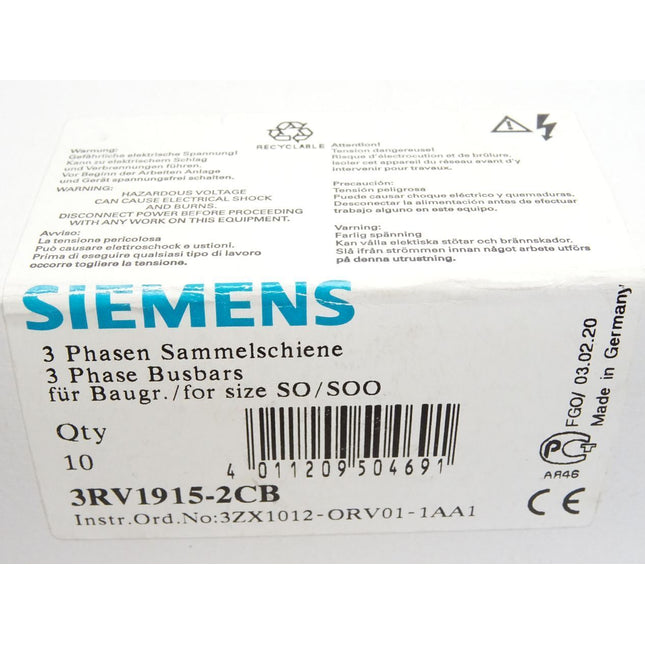 Warnung:
Gefährliche elektrische Spannung!
Kann zu elektrischem Schlag
und Verbrennungen führen.
Vor Beginn der Arbeiten Anlage
und Gerät spannungsfrei schalten.
WARNING:
HAZARDOUS VOLTAGE
CAN CAUSE ELECTRICAL SHOCK
AND BURNS.
DISCONNECT POWER BEFORE PROCEEDING
WITH ANY WORK ON THIS EQUIPMENT.
Avviso:
La tensione pericolosa
Può causare elettroschock e ustioni.
Prima di eseguire qualsiasi tipo di lavoro
occorre togliere la tensione.
RECYCLABLE
Attention!
Tension dangereuse!
Risque d'électrocution et de brûlure.
Isoler cet appareil du réseau avant d'y
intervenir pour travaux.
Precaución:
Tensión peligrosa
Puede causar choque eléctrico y quemaduras.
Desconectar la alimentación antes de efectuar
trabajo alguno en este equipo.
Varning:
Farlig spänning
Kan vålla elektiska stötar och brännskador.
Slå ifrån strömmen innan något arbete utförs
på denna utrustning.
SIEMENS
3 Phasen Sammelschiene
3 Phase Busbars
für Baugr./for size SO/SOO
Qty
10
4 011209 504691
3RV1915-2CB
Instr.Ord.No:3ZX1012-ORV01-1AA1
FGO/ 03.02.20
Made in Germany
PC
AR46
CE